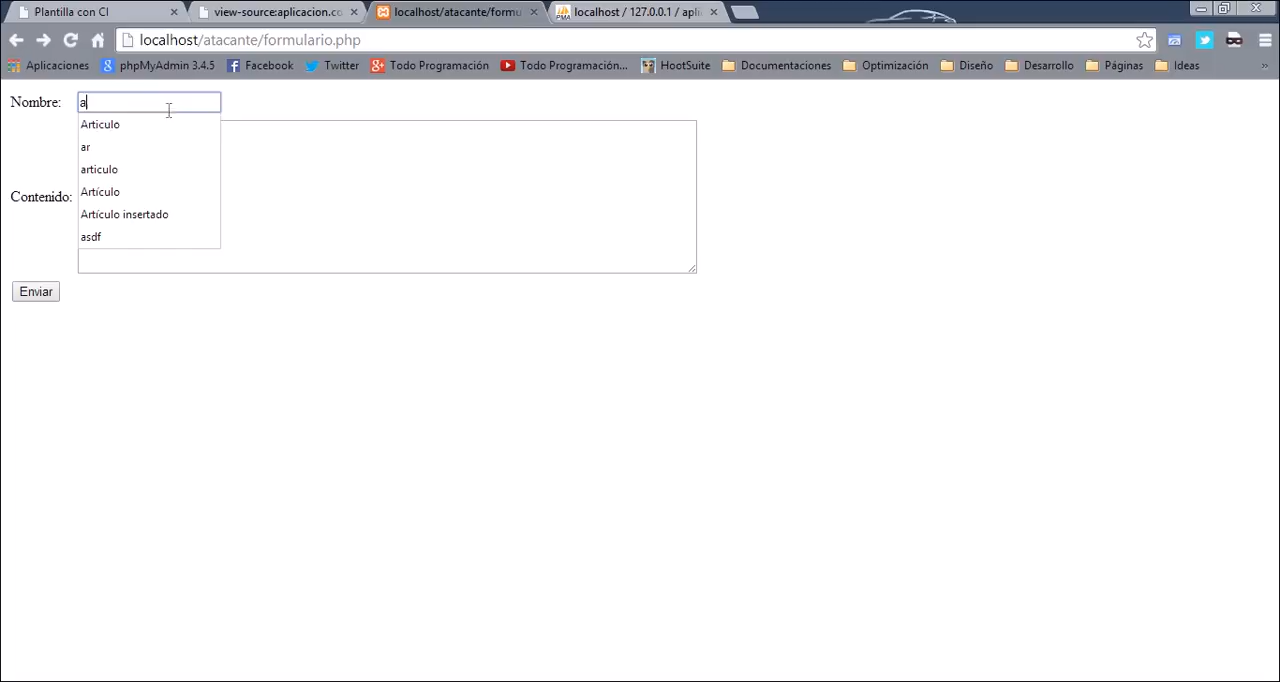 Plantilla con CI
view-source:aplicacion.co
localhost/atacante/formu
localhost / 127.0.0.1 / apli
localhost/atacante/formulario.php
Aplicaciones phpMyAdmin 3.4.5 Facebook Twitter Todo Programación Todo Programación... HootSuite Documentaciones Optimización Diseño Desarrollo Páginas Ideas »
Nombre: a
Articulo
ar
articulo
Artículo
Artículo insertado
asdf
Contenido:
Enviar